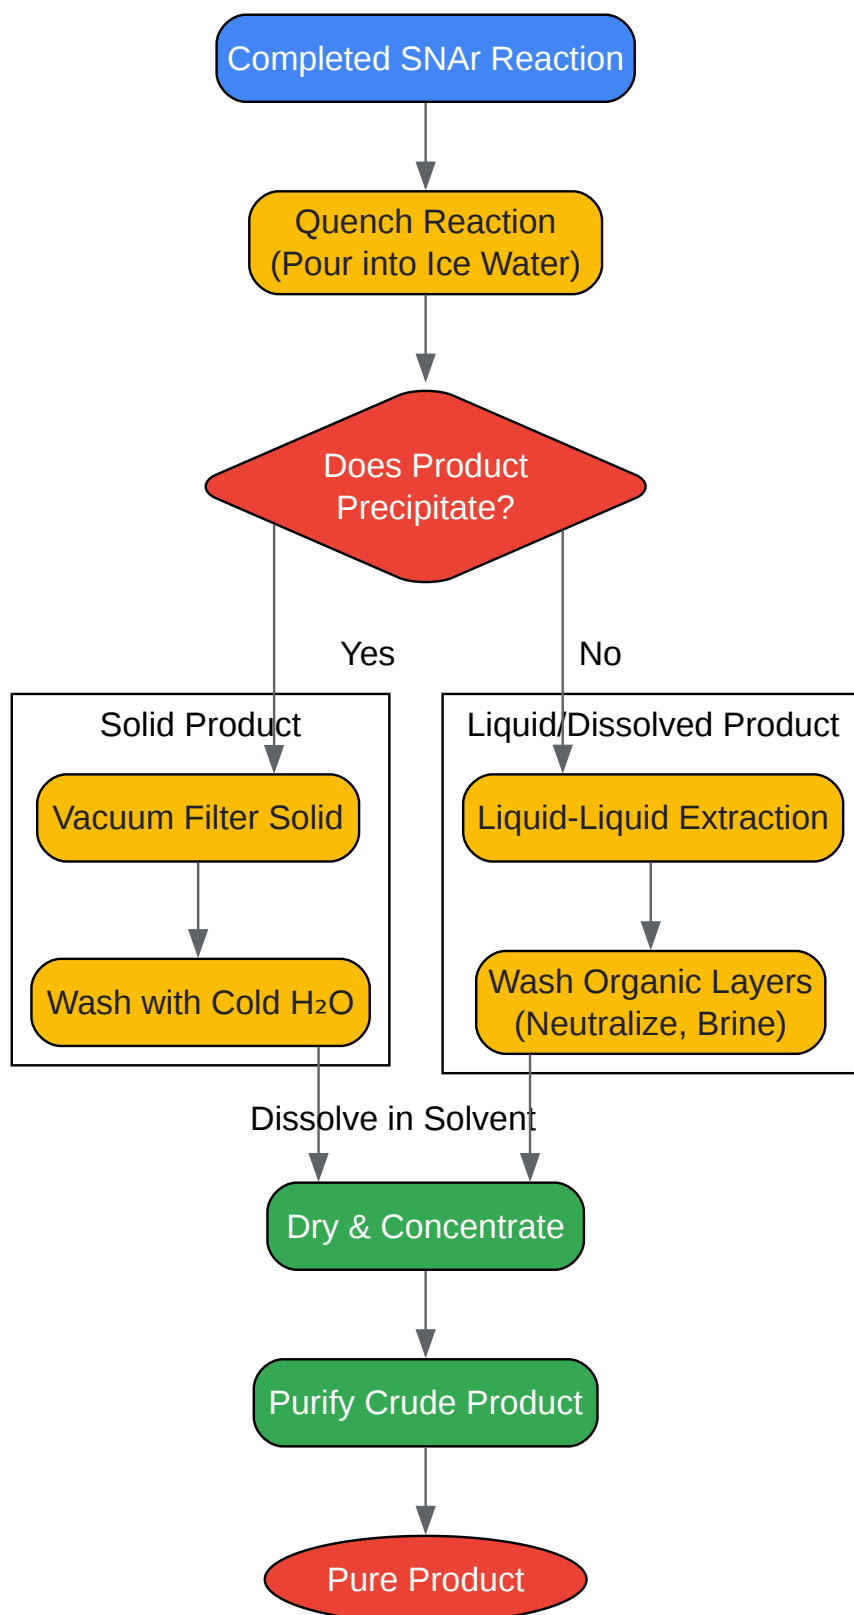 Completed SNAr Reaction
Quench Reaction
(Pour into Ice Water)
Does Product
Precipitate?
Yes
No
Solid Product
Liquid/Dissolved Product
Vacuum Filter Solid
Liquid-Liquid Extraction
Wash with Cold H₂O
Wash Organic Layers
(Neutralize, Brine)
Dissolve in Solvent
Dry & Concentrate
Purify Crude Product
Pure Product